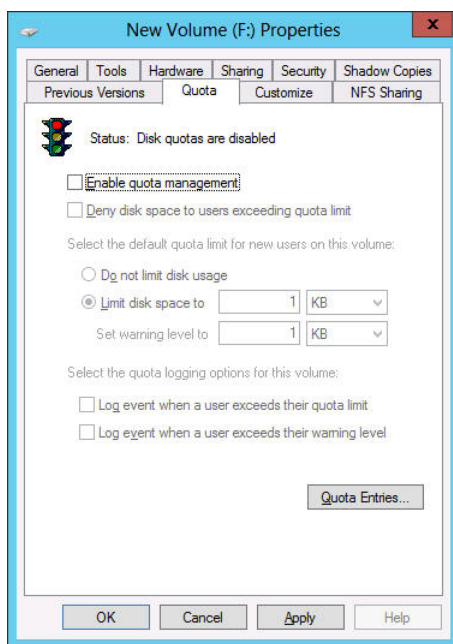 New Volume (F:) Properties
x
General Tools Hardware Sharing Security Shadow Copies
Previous Versions Quota Customize NFS Sharing
Status: Disk quotas are disabled
Enable quota management
Deny disk space to users exceeding quota limit
Select the default quota limit for new users on this volume:
Do not limit disk usage
Limit disk space to 1 KB
Set warning level to 1 KB
Select the quota logging options for this volume:
Log event when a user exceeds their quota limit
Log event when a user exceeds their warning level
Quota Entries...
OK Cancel Apply Help